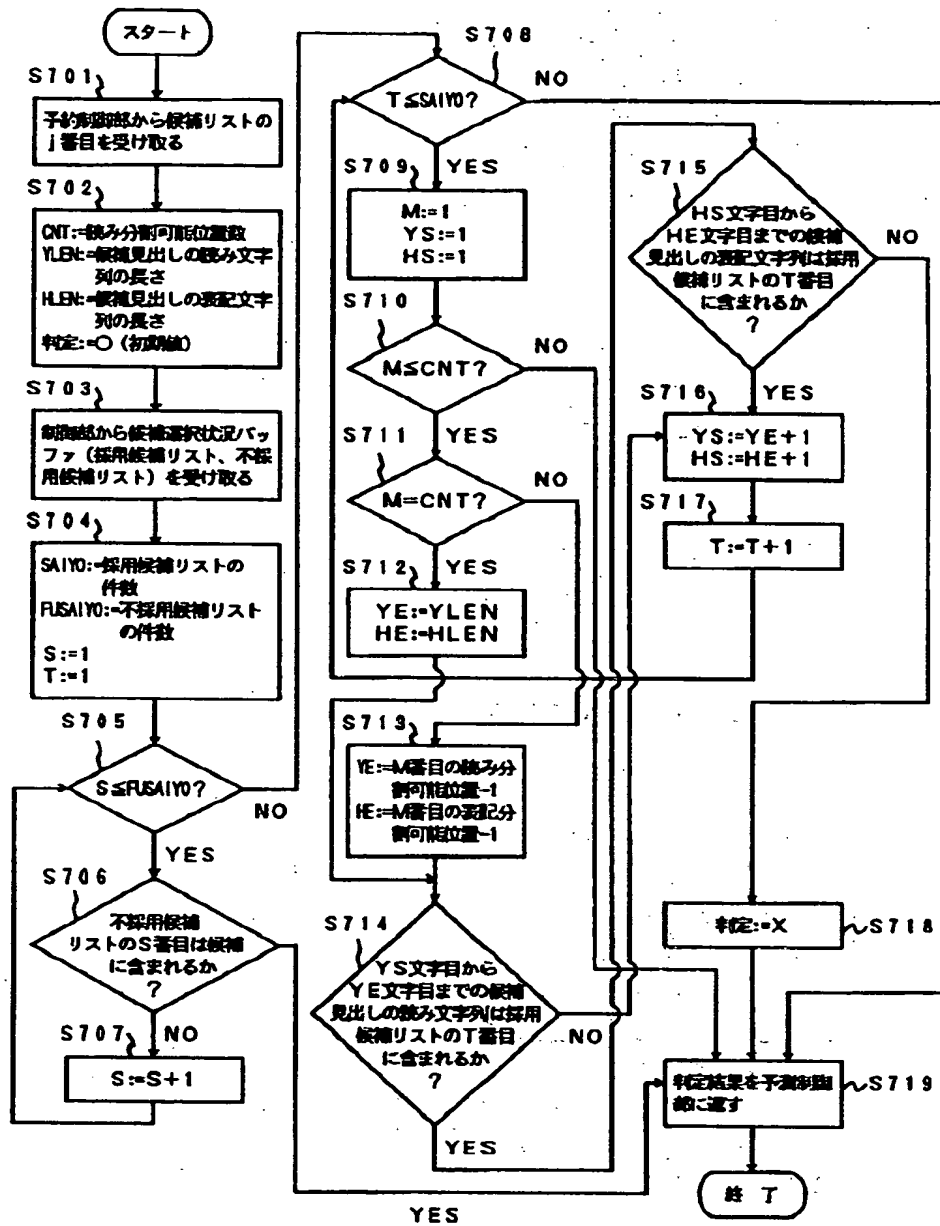 スタート
S701
予約制御部から候補リストの
j番目を受け取る
S702
CNT:=読み分割可能位置数
YLEN:=候補見出しの読み文字
列の長さ
HLEN:=候補見出しの表記文字
列の長さ
判定:=〇(初期値)
S703
制御部から候補選択状況バッ
ファ(採用候補リスト、不採
用候補リスト)を受け取る
S704
SAIYO:=採用候補リストの
件数
FUSAIYO:=不採用候補リスト
の件数
S:=1
T:=1
S705
S≦FUSAIYO?
NO
YES
S706
不採用候補
リストのS番目は候補
に含まれるか
?
NO
S707
S:=S+1
YES
S708
T≦SAIYO?
NO
YES
S709
M:=1
YS:=1
HS:=1
S710
M≦CNT?
NO
YES
S711
M=CNT?
NO
YES
S712
YE:=YLEN
HE:=HLEN
S713
YE:=M番目の読み分
割可能位置-1
HE:=M番目の表記分
割可能位置-1
S714
YS文字目から
YE文字目までの候補
見出しの読み文字列は採用
候補リストのT番目
に含まれるか
?
NO
YES
S715
HS文字目から
HE文字目までの候補
見出しの表記文字列は採用
候補リストのT番目
に含まれるか
?
NO
YES
S716
YS:=YE+1
HS:=HE+1
S717
T:=T+1
判定:=X
S718
判定結果を予測制御
部に返す
S719
終了